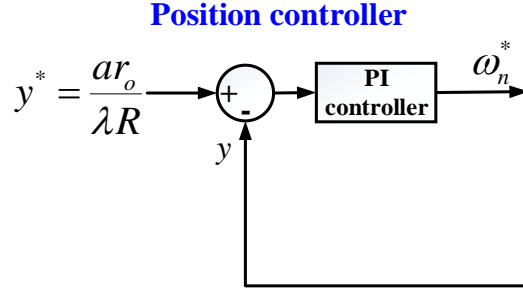 Position controller
y* = ar_o / λR
+
-
PI
controller
ω_n*
y